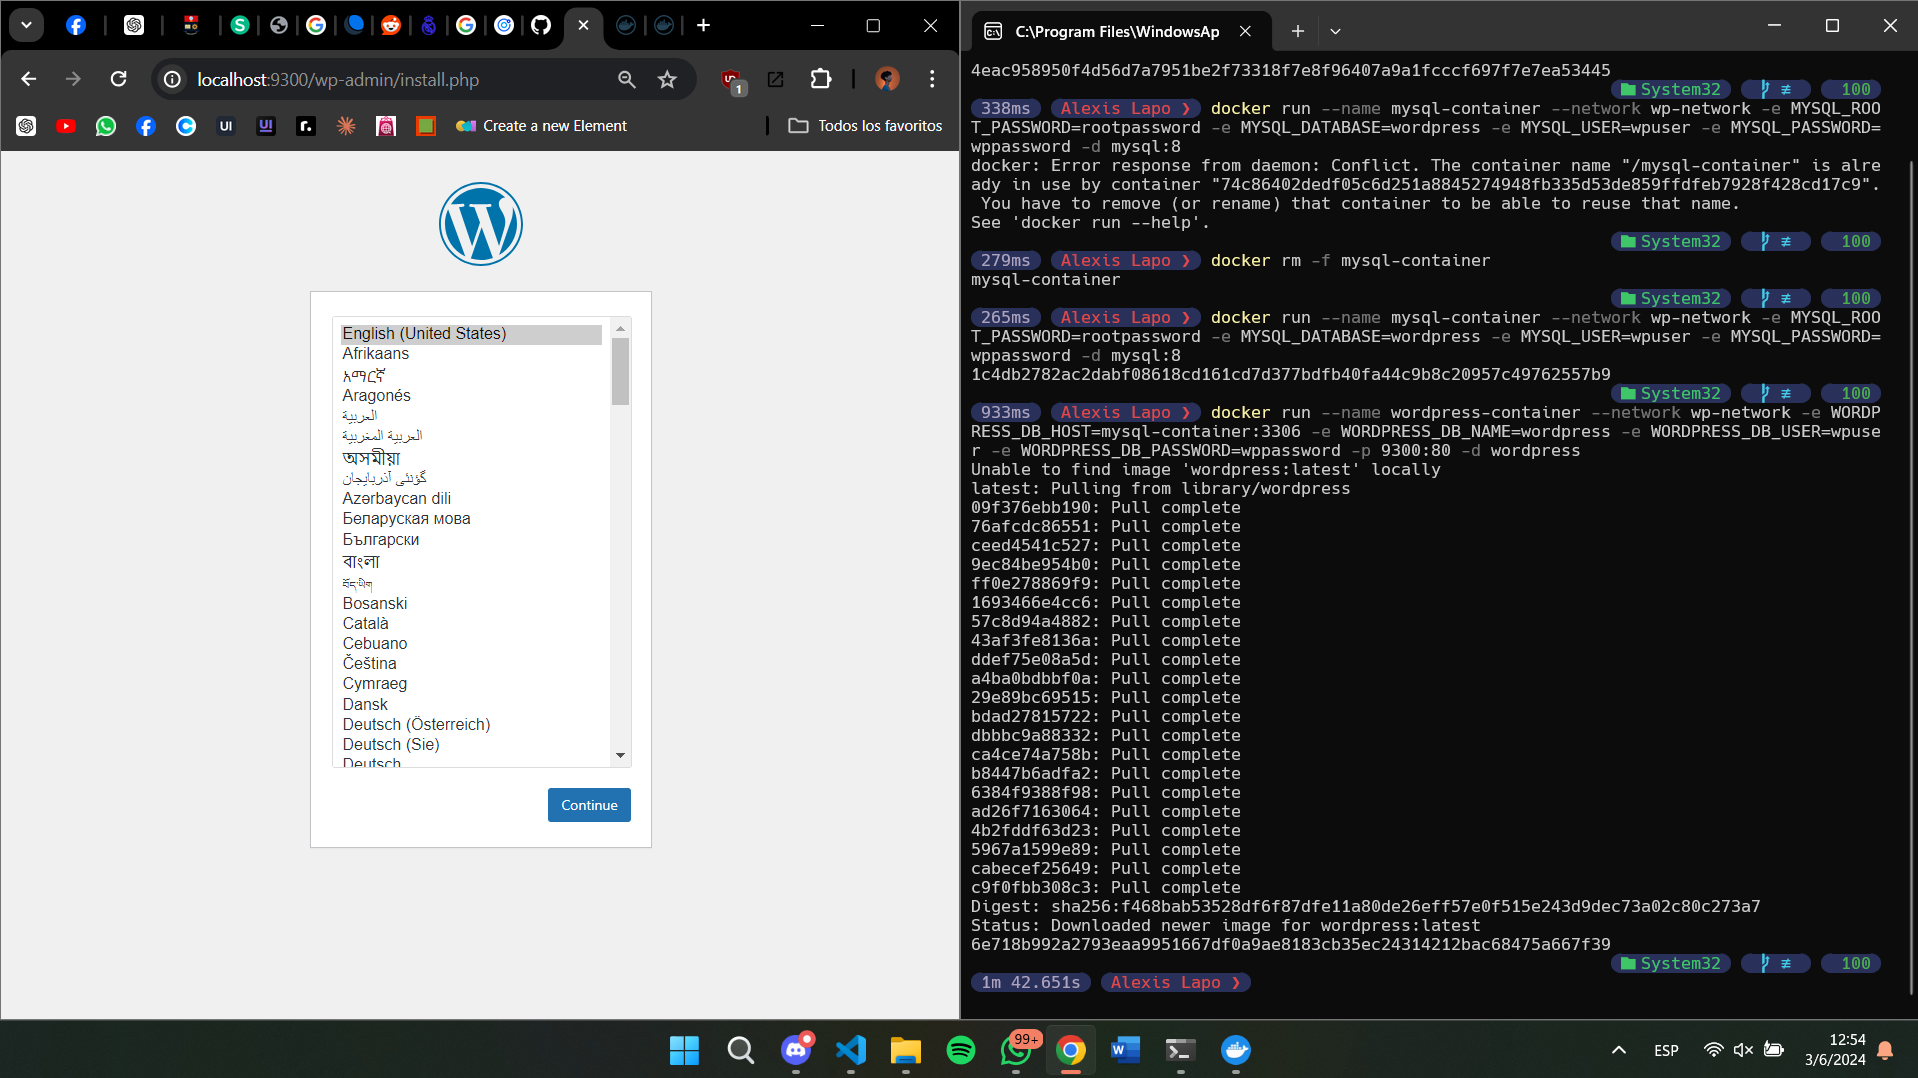 localhost:9300/wp-admin/install.php
1
Create a new Element
Todos los favoritos
English (United States)
Afrikaans
አማርኛ
Aragonés
العربية
العربية المغربية
অসমীয়া
گؤنئی آذربایجان
Azərbaycan dili
Беларуская мова
Български
বাংলা
བོད་ཡིག
Bosanski
Català
Cebuano
Čeština
Cymraeg
Dansk
Deutsch (Österreich)
Deutsch (Sie)
Deutsch
Continue
C:\Program Files\WindowsAp
4eac958950f4d56d7a7951be2f73318f7e8f96407a9a1fcccf697f7e7ea53445
System32 ≢ 100
338ms Alexis Lapo ❯ docker run --name mysql-container --network wp-network -e MYSQL_ROO
T_PASSWORD=rootpassword -e MYSQL_DATABASE=wordpress -e MYSQL_USER=wpuser -e MYSQL_PASSWORD=
wppassword -d mysql:8
docker: Error response from daemon: Conflict. The container name "/mysql-container" is alre
ady in use by container "74c86402dedf05c6d251a8845274948fb335d53de859ffdfeb7928f428cd17c9".
You have to remove (or rename) that container to be able to reuse that name.
See 'docker run --help'.
System32 ≢ 100
279ms Alexis Lapo ❯ docker rm -f mysql-container
mysql-container
System32 ≢ 100
265ms Alexis Lapo ❯ docker run --name mysql-container --network wp-network -e MYSQL_ROO
T_PASSWORD=rootpassword -e MYSQL_DATABASE=wordpress -e MYSQL_USER=wpuser -e MYSQL_PASSWORD=
wppassword -d mysql:8
1c4db2782ac2dabf08618cd161cd7d377bdfb40fa44c9b8c20957c49762557b9
System32 ≢ 100
933ms Alexis Lapo ❯ docker run --name wordpress-container --network wp-network -e WORDP
RESS_DB_HOST=mysql-container:3306 -e WORDPRESS_DB_NAME=wordpress -e WORDPRESS_DB_USER=wpuse
r -e WORDPRESS_DB_PASSWORD=wppassword -p 9300:80 -d wordpress
Unable to find image 'wordpress:latest' locally
latest: Pulling from library/wordpress
09f376ebb190: Pull complete
76afcdc86551: Pull complete
ceed4541c527: Pull complete
9ec84be954b0: Pull complete
ff0e278869f9: Pull complete
1693466e4cc6: Pull complete
57c8d94a4882: Pull complete
43af3fe8136a: Pull complete
ddef75e08a5d: Pull complete
a4ba0bdbbf0a: Pull complete
29e89bc69515: Pull complete
bdad27815722: Pull complete
dbbbc9a88332: Pull complete
ca4ce74a758b: Pull complete
b8447b6adfa2: Pull complete
6384f9388f98: Pull complete
ad26f7163064: Pull complete
4b2fddf63d23: Pull complete
5967a1599e89: Pull complete
cabecef25649: Pull complete
c9f0fbb308c3: Pull complete
Digest: sha256:f468bab53528df6f87dfe11a80de26eff57e0f515e243d9dec73a02c80c273a7
Status: Downloaded newer image for wordpress:latest
6e718b992a2793eaa9951667df0a9ae8183cb35ec24314212bac68475a667f39
System32 ≢ 100
1m 42.651s Alexis Lapo ❯
99+
ESP
12:54
3/6/2024